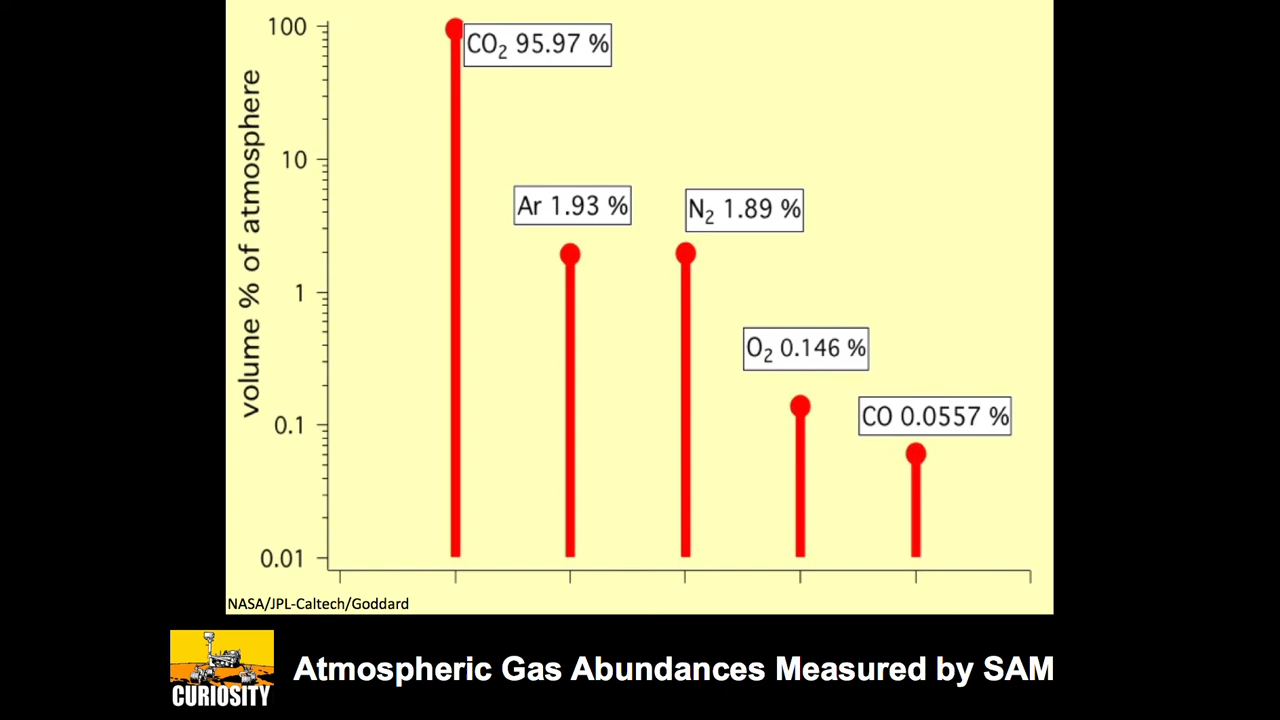 volume % of atmosphere
100
10
1
0.1
0.01
CO₂ 95.97 %
Ar 1.93 %
N₂ 1.89 %
O₂ 0.146 %
CO 0.0557 %
NASA/JPL-Caltech/Goddard
CURIOSITY
Atmospheric Gas Abundances Measured by SAM